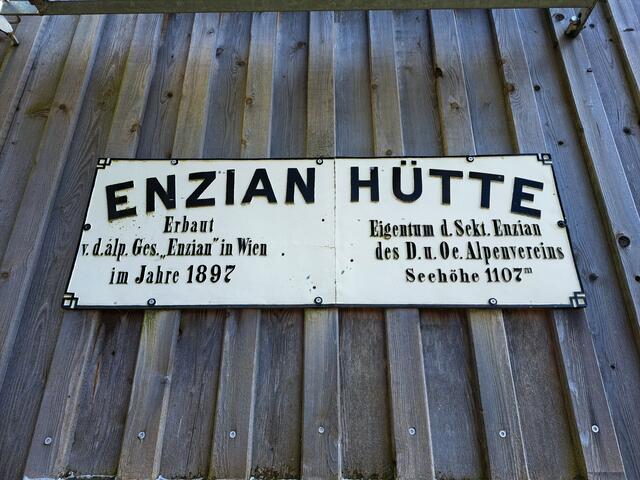 ENZIAN HÜTTE
Erbaut
v. d. alp. Ges. „Enzian" in Wien
im Jahre 1897
Eigentum d. Sekt. Enzian
des D. u. Oe. Alpenvereins
Seehöhe 1107m